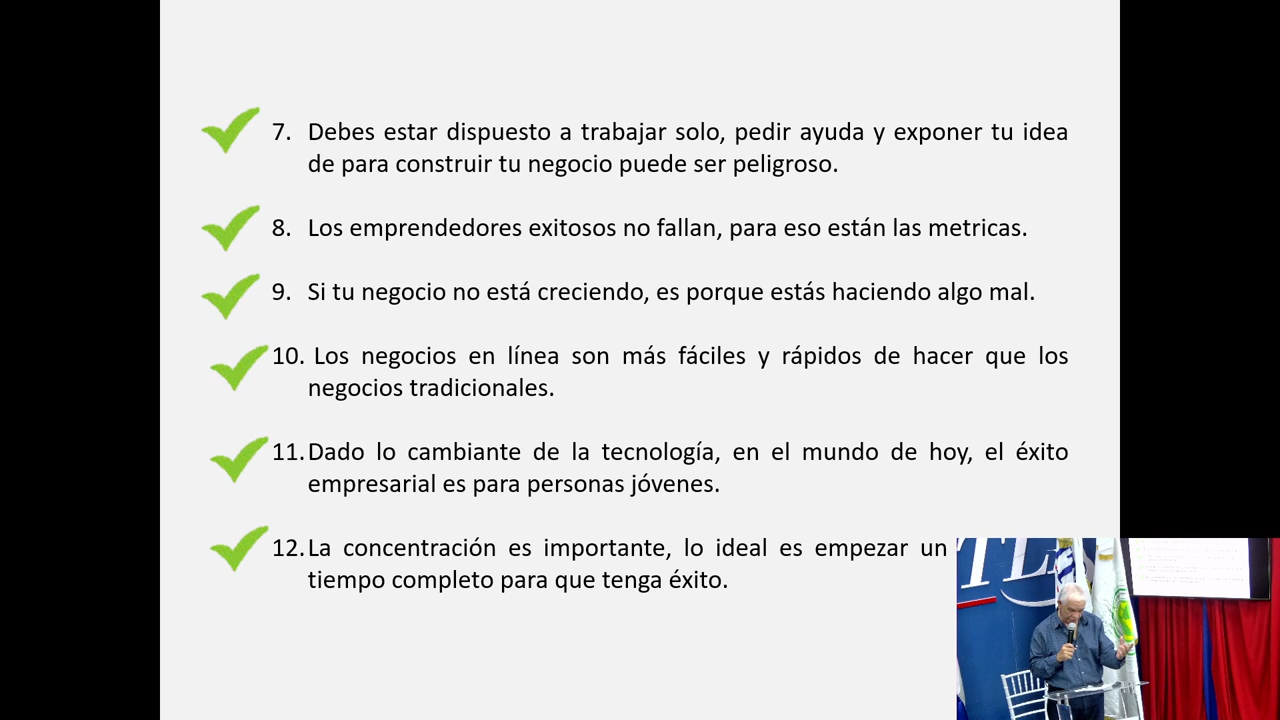 7. Debes estar dispuesto a trabajar solo, pedir ayuda y exponer tu idea
de para construir tu negocio puede ser peligroso.
8. Los emprendedores exitosos no fallan, para eso están las metricas.
9. Si tu negocio no está creciendo, es porque estás haciendo algo mal.
10. Los negocios en línea son más fáciles y rápidos de hacer que los
negocios tradicionales.
11. Dado lo cambiante de la tecnología, en el mundo de hoy, el éxito
empresarial es para personas jóvenes.
12. La concentración es importante, lo ideal es empezar un
tiempo completo para que tenga éxito.